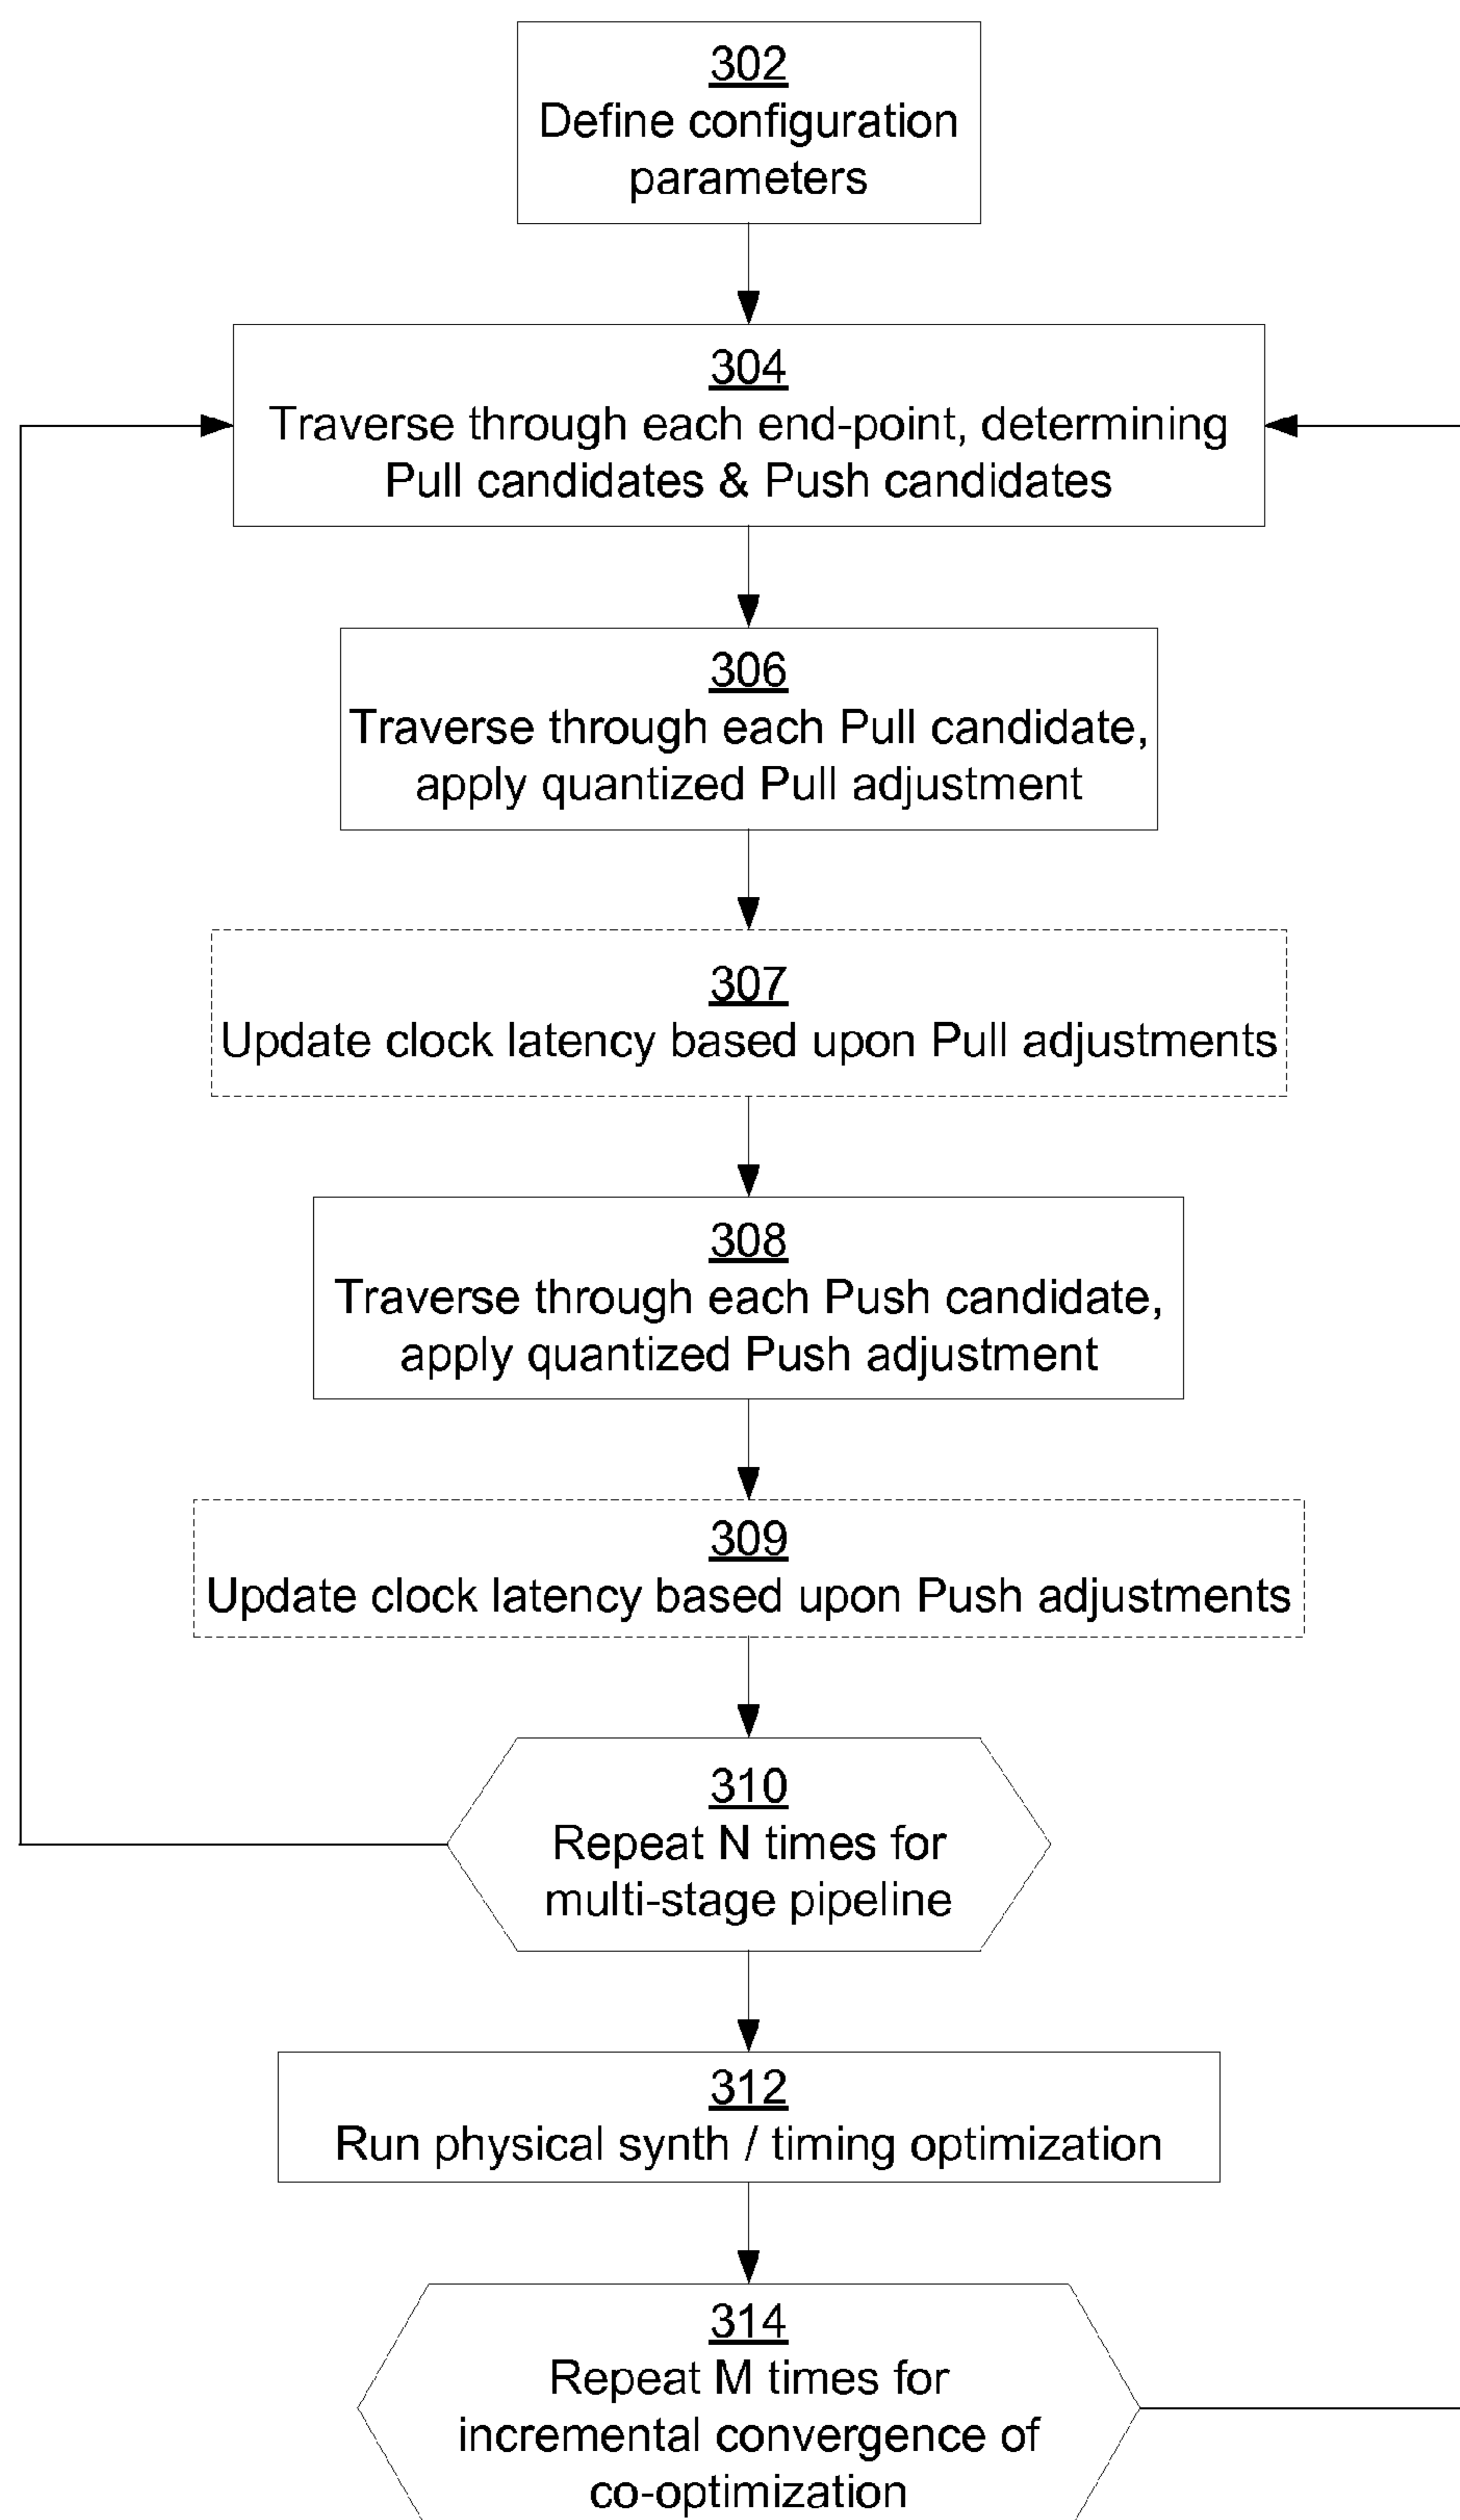 302
Define configuration
parameters
304
Traverse through each end-point, determining
Pull candidates & Push candidates
306
Traverse through each Pull candidate,
apply quantized Pull adjustment
307
Update clock latency based upon Pull adjustments
308
Traverse through each Push candidate,
apply quantized Push adjustment
309
Update clock latency based upon Push adjustments
310
Repeat N times for
multi-stage pipeline
312
Run physical synth / timing optimization
314
Repeat M times for
incremental convergence of
co-optimization